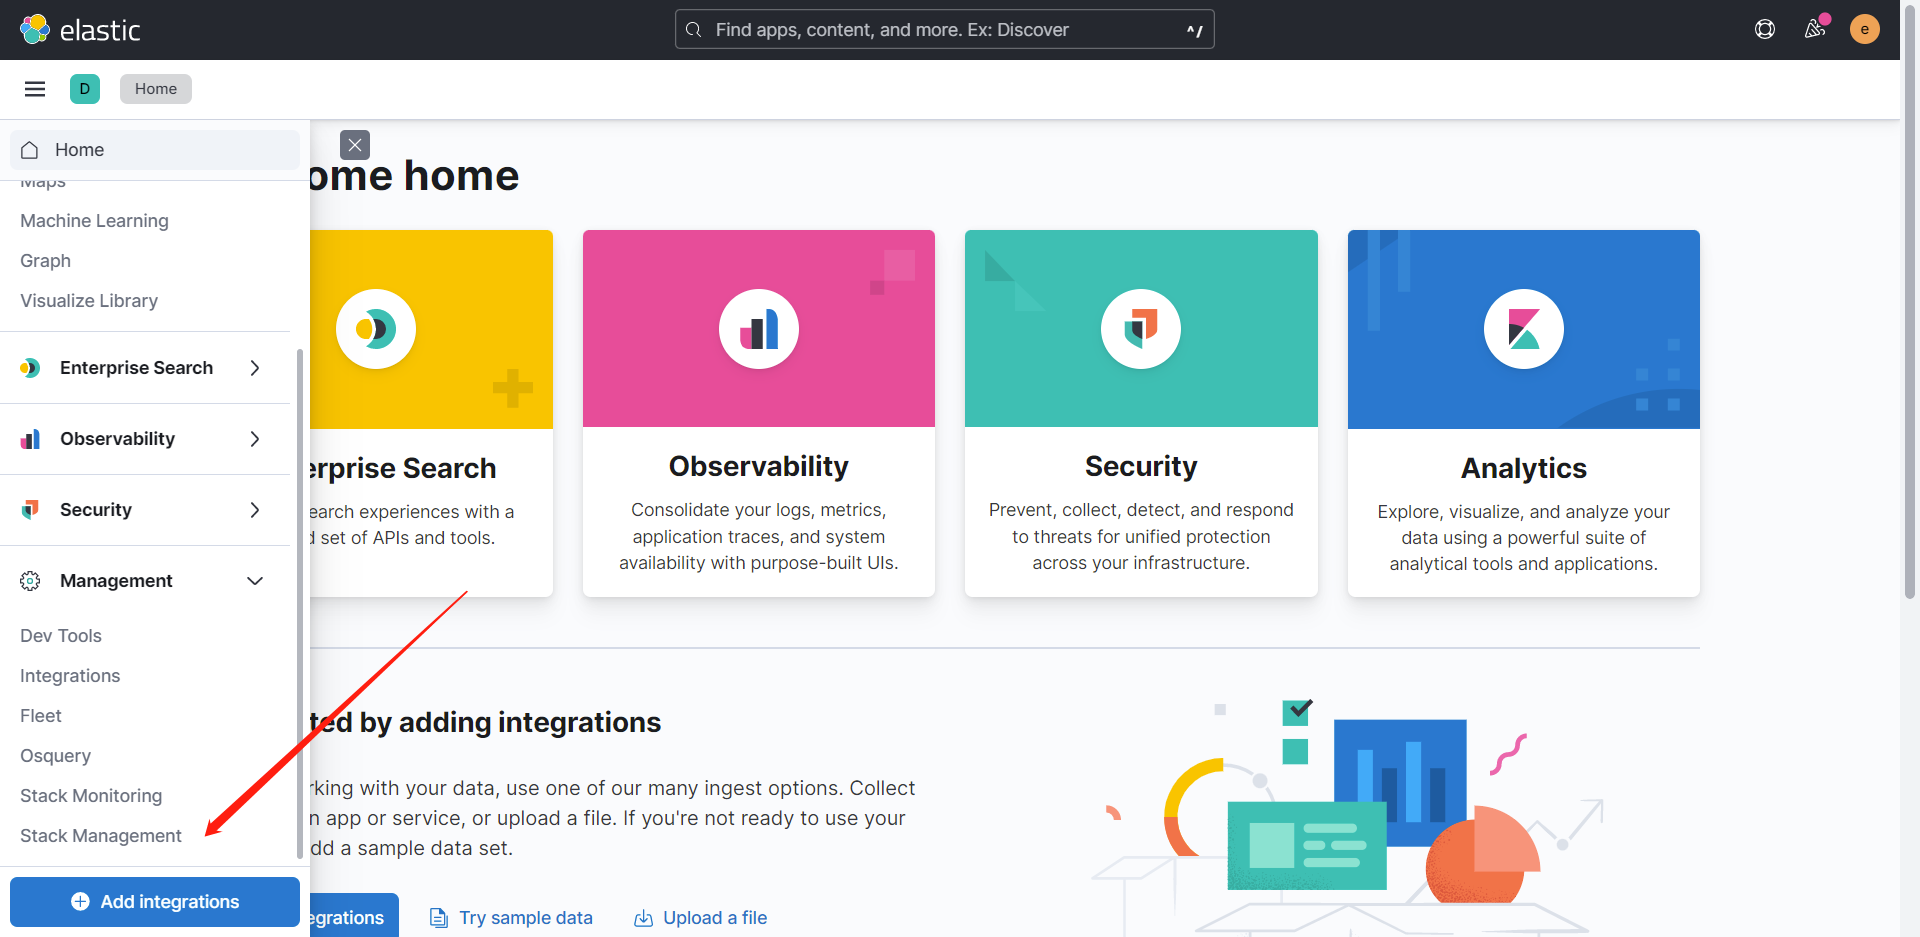 elastic
Find apps, content, and more. Ex: Discover
^/
e
D
Home
Home
Maps
Machine Learning
Graph
Visualize Library
Enterprise Search
Observability
Security
Management
Dev Tools
Integrations
Fleet
Osquery
Stack Monitoring
Stack Management
Add integrations
ome home
erprise Search
earch experiences with a
d set of APIs and tools.
Observability
Consolidate your logs, metrics,
application traces, and system
availability with purpose-built UIs.
Security
Prevent, collect, detect, and respond
to threats for unified protection
across your infrastructure.
Analytics
Explore, visualize, and analyze your
data using a powerful suite of
analytical tools and applications.
ted by adding integrations
rking with your data, use one of our many ingest options. Collect
n app or service, or upload a file. If you're not ready to use your
dd a sample data set.
egrations
Try sample data
Upload a file